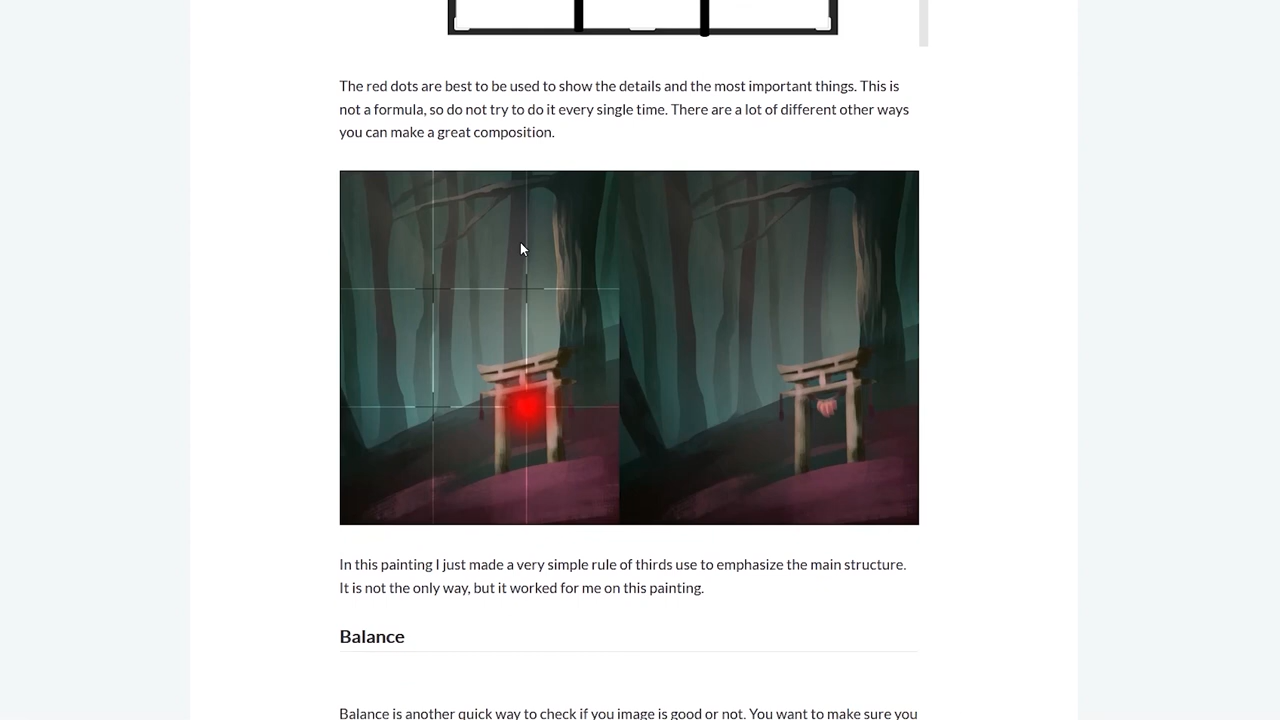 The red dots are best to be used to show the details and the most important things. This is
not a formula, so do not try to do it every single time. There are a lot of different other ways
you can make a great composition.
In this painting I just made a very simple rule of thirds use to emphasize the main structure.
It is not the only way, but it worked for me on this painting.
Balance
Balance is another quick way to check if you image is good or not. You want to make sure you